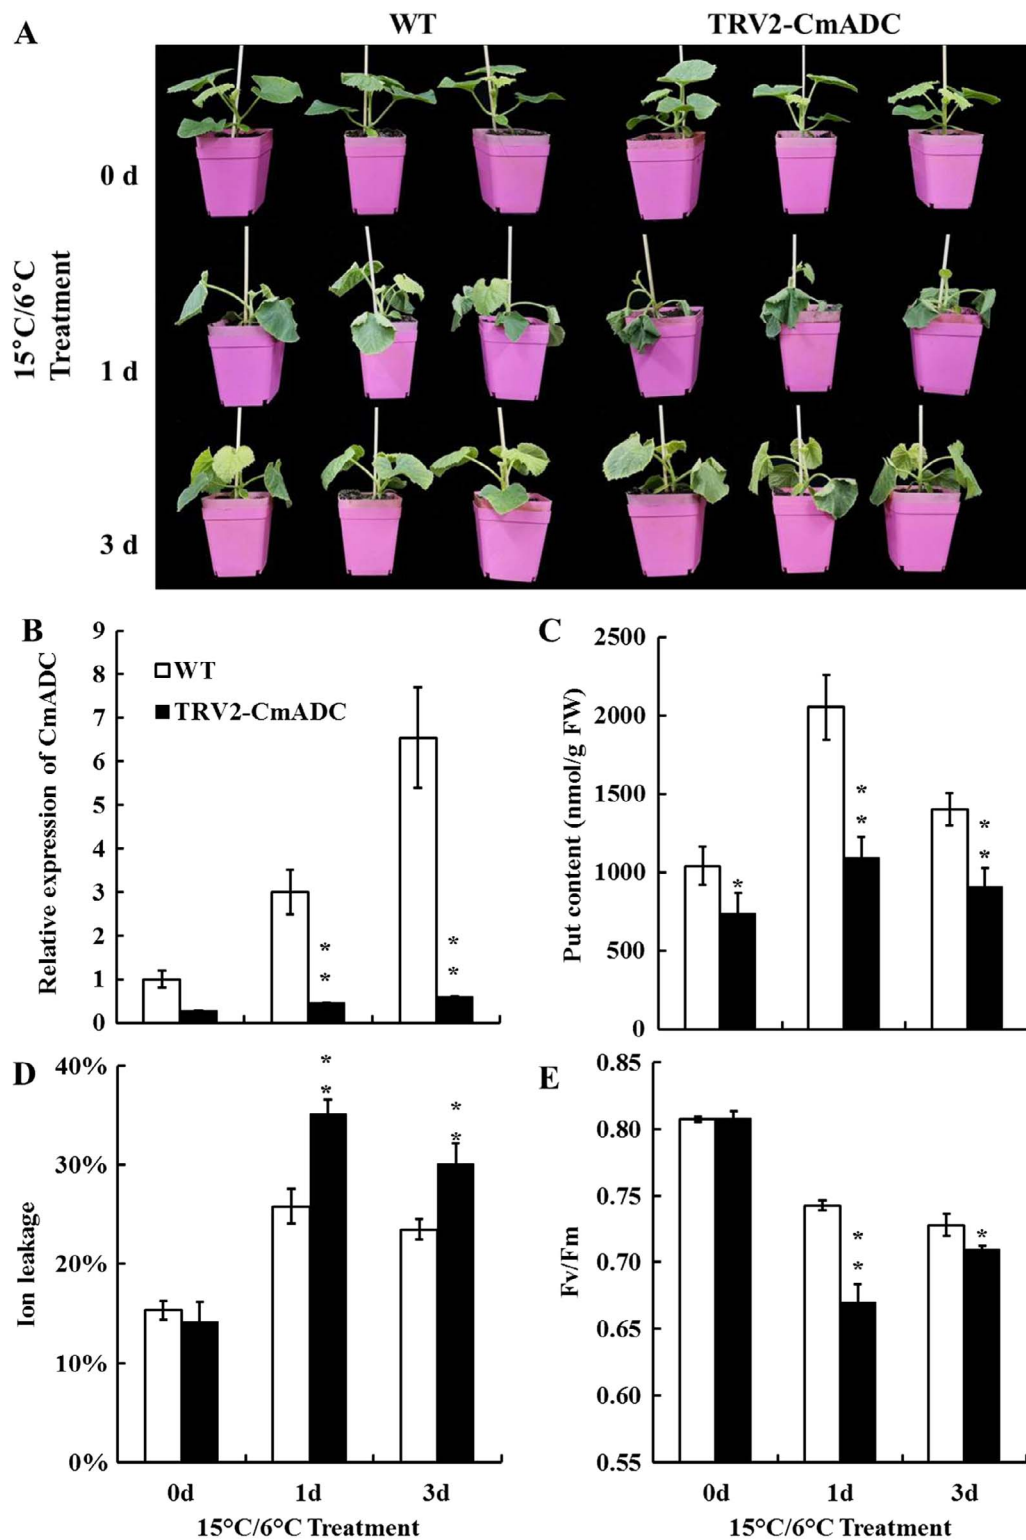 A
WT
TRV2-CmADC
0 d
15°C/6°C
Treatment
1 d
3 d
B
Relative expression of CmADC
9
8
7
6
5
4
3
2
1
0
WT
TRV2-CmADC
* *
* *
C
Put content (nmol/g FW)
2500
2000
1500
1000
500
0
*
* *
* *
D
Ion leakage
40%
30%
20%
10%
0%
* *
* *
0d
1d
3d
15°C/6°C Treatment
E
Fv/Fm
0.85
0.80
0.75
0.70
0.65
0.60
0.55
* *
*
0d
1d
3d
15°C/6°C Treatment